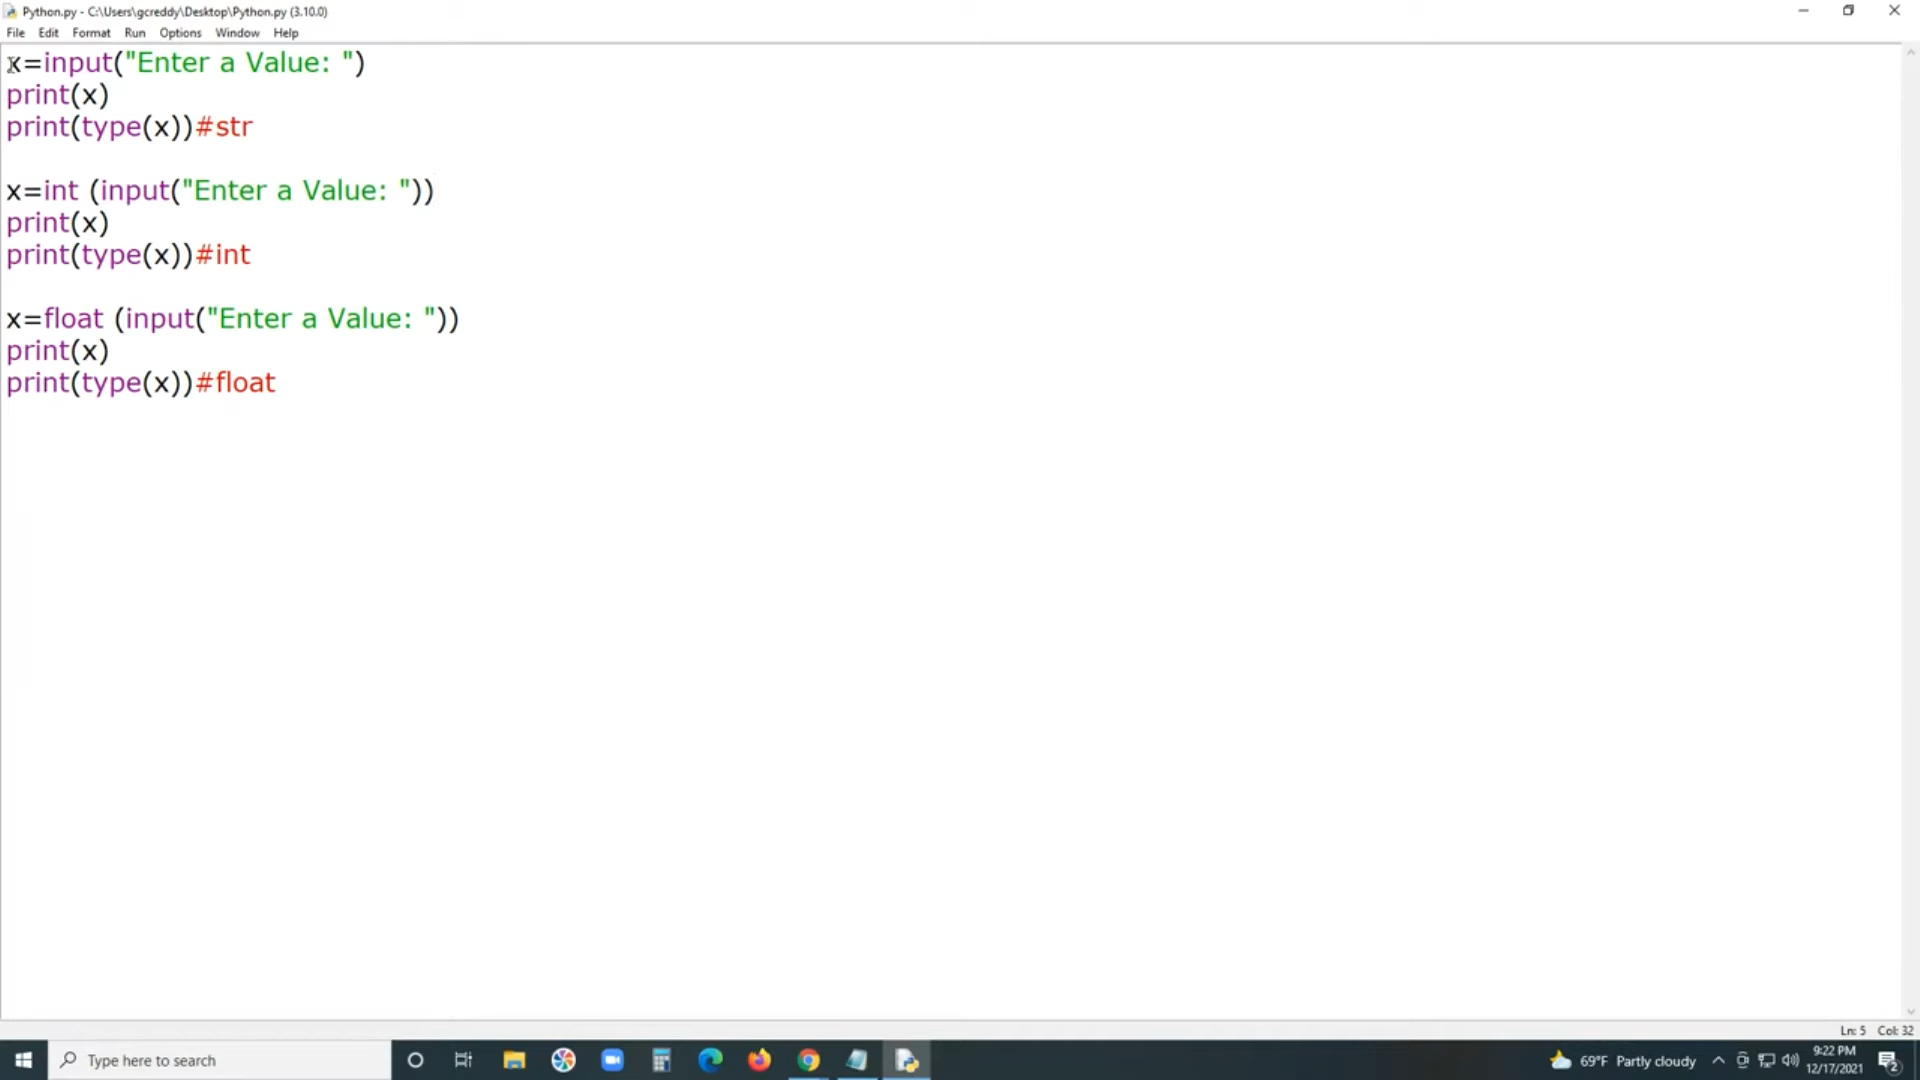 Python.py - C:\Users\gcreddy\Desktop\Python.py (3.10.0)
File Edit Format Run Options Window Help
x=input("Enter a Value: ")
print(x)
print(type(x))#str
x=int (input("Enter a Value: "))
print(x)
print(type(x))#int
x=float (input("Enter a Value: "))
print(x)
print(type(x))#float
Ln: 5 Col: 32
Type here to search
69°F Partly cloudy
9:22 PM
12/17/2021
2